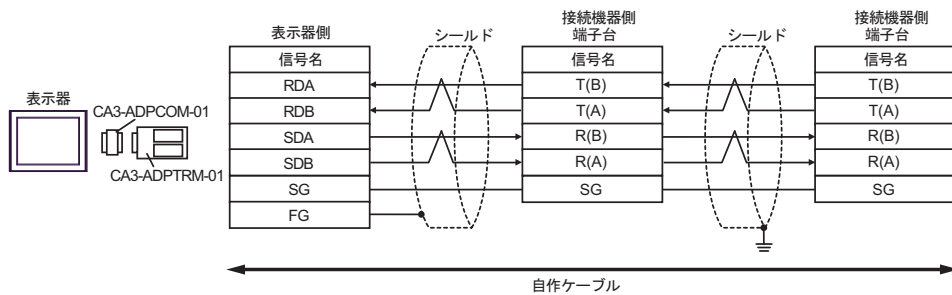 表示器
CA3-ADPCOM-01
CA3-ADPTRM-01
表示器側
信号名
RDA
RDB
SDA
SDB
SG
FG
シールド
接続機器側
端子台
信号名
T(B)
T(A)
R(B)
R(A)
SG
シールド
接続機器側
端子台
信号名
T(B)
T(A)
R(B)
R(A)
SG
自作ケーブル